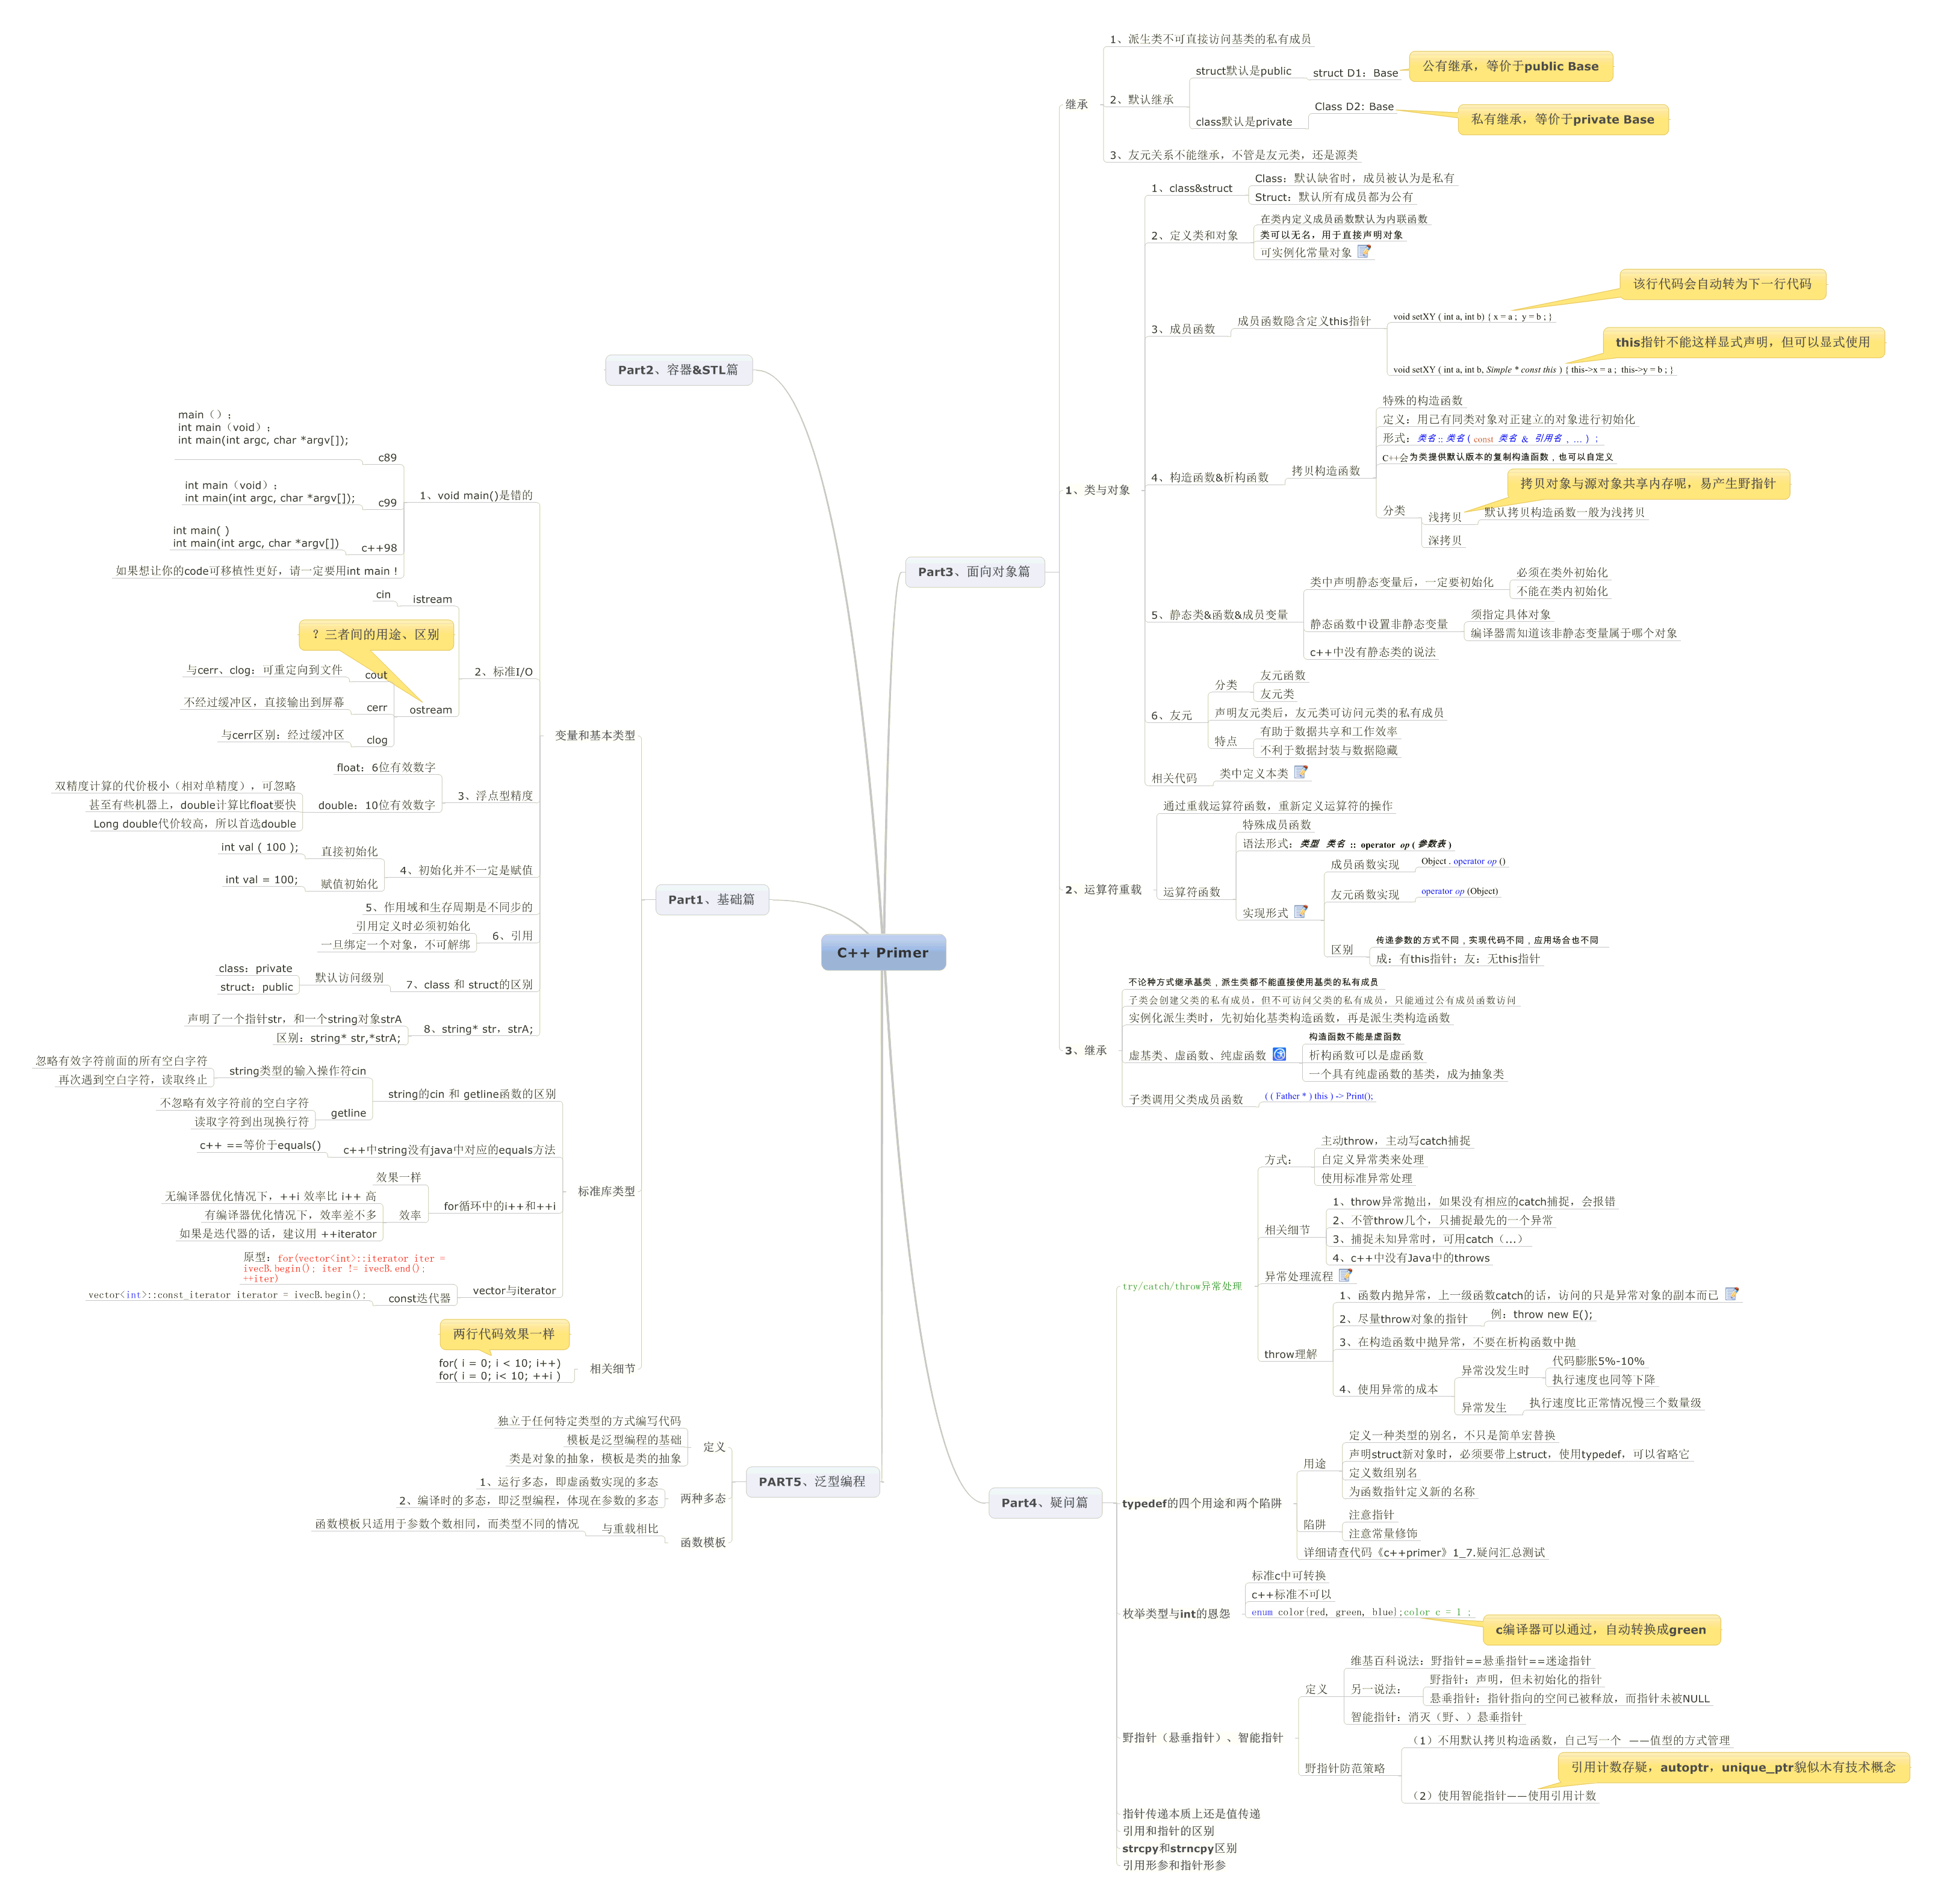 C++ Primer
Part1、基础篇
变量和基本类型
1、void main()是错的
c89
main（）；
int main（void）；
int main(int argc, char *argv[]);
c99
int main（void）；
int main(int argc, char *argv[]);
c++98
int main( )
int main(int argc, char *argv[])
如果想让你的code可移植性更好，请一定要用int main！
2、标准I/O
istream
cin
ostream
？三者间的用途、区别
cout
与cerr、clog：可重定向到文件
cerr
不经过缓冲区，直接输出到屏幕
clog
与cerr区别：经过缓冲区
3、浮点型精度
float：6位有效数字
double：10位有效数字
双精度计算的代价极小（相对单精度），可忽略
甚至有些机器上，double计算比float要快
Long double代价较高，所以首选double
4、初始化并不一定是赋值
直接初始化
int val ( 100 );
赋值初始化
int val = 100;
5、作用域和生存周期是不同步的
6、引用
引用定义时必须初始化
一旦绑定一个对象，不可解绑
7、class 和 struct的区别
默认访问级别
class：private
struct：public
8、string* str，strA;
声明了一个指针str，和一个string对象strA
区别：string* str,*strA;
标准库类型
string的cin 和 getline函数的区别
string类型的输入操作符cin
忽略有效字符前面的所有空白字符
再次遇到空白字符，读取终止
getline
不忽略有效字符前的空白字符
读取字符到出现换行符
c++中string没有java中对应的equals方法
c++ ==等价于equals()
for循环中的i++和++i
效果一样
效率
无编译器优化情况下，++i 效率比 i++ 高
有编译器优化情况下，效率差不多
如果是迭代器的话，建议用 ++iterator
vector与iterator
原型：for(vector<int>::iterator iter =
ivecB.begin(); iter != ivecB.end();
++iter)
const迭代器
vector<int>::const_iterator iterator = ivecB.begin();
相关细节
两行代码效果一样
for( i = 0; i < 10; i++)
for( i = 0; i< 10; ++i )
Part2、容器&STL篇
Part3、面向对象篇
继承
1、派生类不可直接访问基类的私有成员
2、默认继承
struct默认是public
struct D1：Base
公有继承，等价于public Base
class默认是private
Class D2: Base
私有继承，等价于private Base
3、友元关系不能继承，不管是友元类，还是源类
1、类与对象
1、class&struct
Class：默认缺省时，成员被认为是私有
Struct：默认所有成员都为公有
2、定义类和对象
在类内定义成员函数默认为内联函数
类可以无名，用于直接声明对象
可实例化常量对象
3、成员函数
成员函数隐含定义this指针
该行代码会自动转为下一行代码
void setXY ( int a, int b) { x = a ; y = b ; }
this指针不能这样显式声明，但可以显式使用
void setXY ( int a, int b, Simple * const this ) { this->x = a ; this->y = b ; }
4、构造函数&析构函数
拷贝构造函数
特殊的构造函数
定义：用已有同类对象对正建立的对象进行初始化
形式：类名 :: 类名 ( const 类名 & 引用名 , … ) ;
C++会为类提供默认版本的复制构造函数，也可以自定义
分类
拷贝对象与源对象共享内存呢，易产生野指针
浅拷贝
默认拷贝构造函数一般为浅拷贝
深拷贝
5、静态类&函数&成员变量
类中声明静态变量后，一定要初始化
必须在类外初始化
不能在类内初始化
静态函数中设置非静态变量
须指定具体对象
编译器需知道该非静态变量属于哪个对象
c++中没有静态类的说法
6、友元
分类
友元函数
友元类
声明友元类后，友元类可访问元类的私有成员
特点
有助于数据共享和工作效率
不利于数据封装与数据隐藏
相关代码
类中定义本类
2、运算符重载
通过重载运算符函数，重新定义运算符的操作
运算符函数
特殊成员函数
语法形式：类型 类名 :: operator op ( 参数表 )
实现形式
成员函数实现
Object . operator op ()
友元函数实现
operator op (Object)
区别
传递参数的方式不同，实现代码不同，应用场合也不同
成：有this指针；友：无this指针
3、继承
不论种方式继承基类，派生类都不能直接使用基类的私有成员
子类会创建父类的私有成员，但不可访问父类的私有成员，只能通过公有成员函数访问
实例化派生类时，先初始化基类构造函数，再是派生类构造函数
虚基类、虚函数、纯虚函数
构造函数不能是虚函数
析构函数可以是虚函数
一个具有纯虚函数的基类，成为抽象类
子类调用父类成员函数
( ( Father * ) this ) -> Print();
Part4、疑问篇
try/catch/throw异常处理
方式：
主动throw，主动写catch捕捉
自定义异常类来处理
使用标准异常处理
相关细节
1、throw异常抛出，如果没有相应的catch捕捉，会报错
2、不管throw几个，只捕捉最先的一个异常
3、捕捉未知异常时，可用catch（...）
4、c++中没有Java中的throws
异常处理流程
throw理解
1、函数内抛异常，上一级函数catch的话，访问的只是异常对象的副本而已
2、尽量throw对象的指针
例：throw new E();
3、在构造函数中抛异常，不要在析构函数中抛
4、使用异常的成本
异常没发生时
代码膨胀5%-10%
执行速度也同等下降
异常发生
执行速度比正常情况慢三个数量级
typedef的四个用途和两个陷阱
用途
定义一种类型的别名，不只是简单宏替换
声明struct新对象时，必须要带上struct，使用typedef，可以省略它
定义数组别名
为函数指针定义新的名称
陷阱
注意指针
注意常量修饰
详细请查代码《c++primer》1_7.疑问汇总测试
枚举类型与int的恩怨
标准c中可转换
c++标准不可以
enum color{red, green, blue};color c = 1 ;
c编译器可以通过，自动转换成green
野指针（悬垂指针）、智能指针
定义
维基百科说法：野指针==悬垂指针==迷途指针
另一说法：
野指针：声明，但未初始化的指针
悬垂指针：指针指向的空间已被释放，而指针未被NULL
智能指针：消灭（野、）悬垂指针
野指针防范策略
（1）不用默认拷贝构造函数，自己写一个 ——值型的方式管理
引用计数存疑，autoptr，unique_ptr貌似木有技术概念
（2）使用智能指针——使用引用计数
指针传递本质上还是值传递
引用和指针的区别
strcpy和strncpy区别
引用形参和指针形参
PART5、泛型编程
定义
独立于任何特定类型的方式编写代码
模板是泛型编程的基础
类是对象的抽象，模板是类的抽象
两种多态
1、运行多态，即虚函数实现的多态
2、编译时的多态，即泛型编程，体现在参数的多态
函数模板
与重载相比
函数模板只适用于参数个数相同，而类型不同的情况